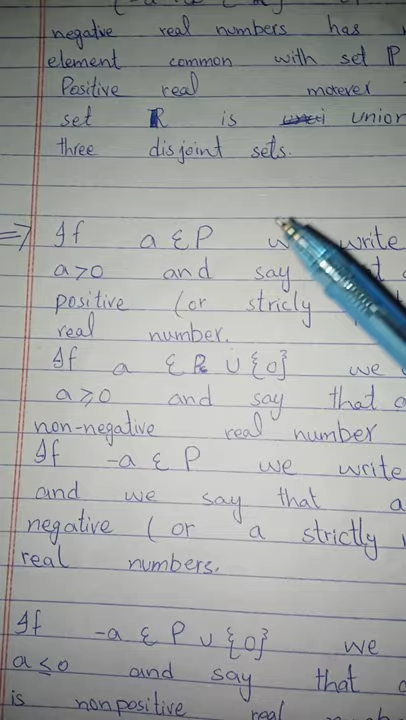 negative real numbers has
element common with set P
Positive real morever
set R is union
three disjoint sets.
=> If a ∈ P write
a>0 and say
positive (or stricly
real number.
If a ∈ R ∪ {0} we
a≥0 and say that a
non-negative real number
If -a ∈ P we write
and we say that a
negative (or a strictly
real numbers.
If -a ∈ P ∪ {0} we
a≤0 and say that
is nonpositive real